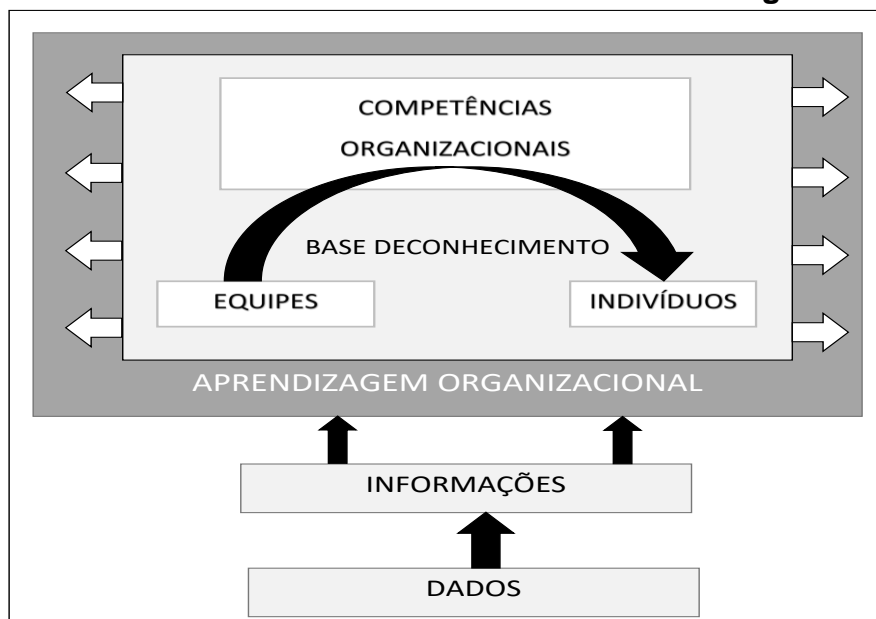 COMPETÊNCIAS
ORGANIZACIONAIS
BASE DECONHECIMENTO
EQUIPES
INDIVÍDUOS
APRENDIZAGEM ORGANIZACIONAL
INFORMAÇÕES
DADOS